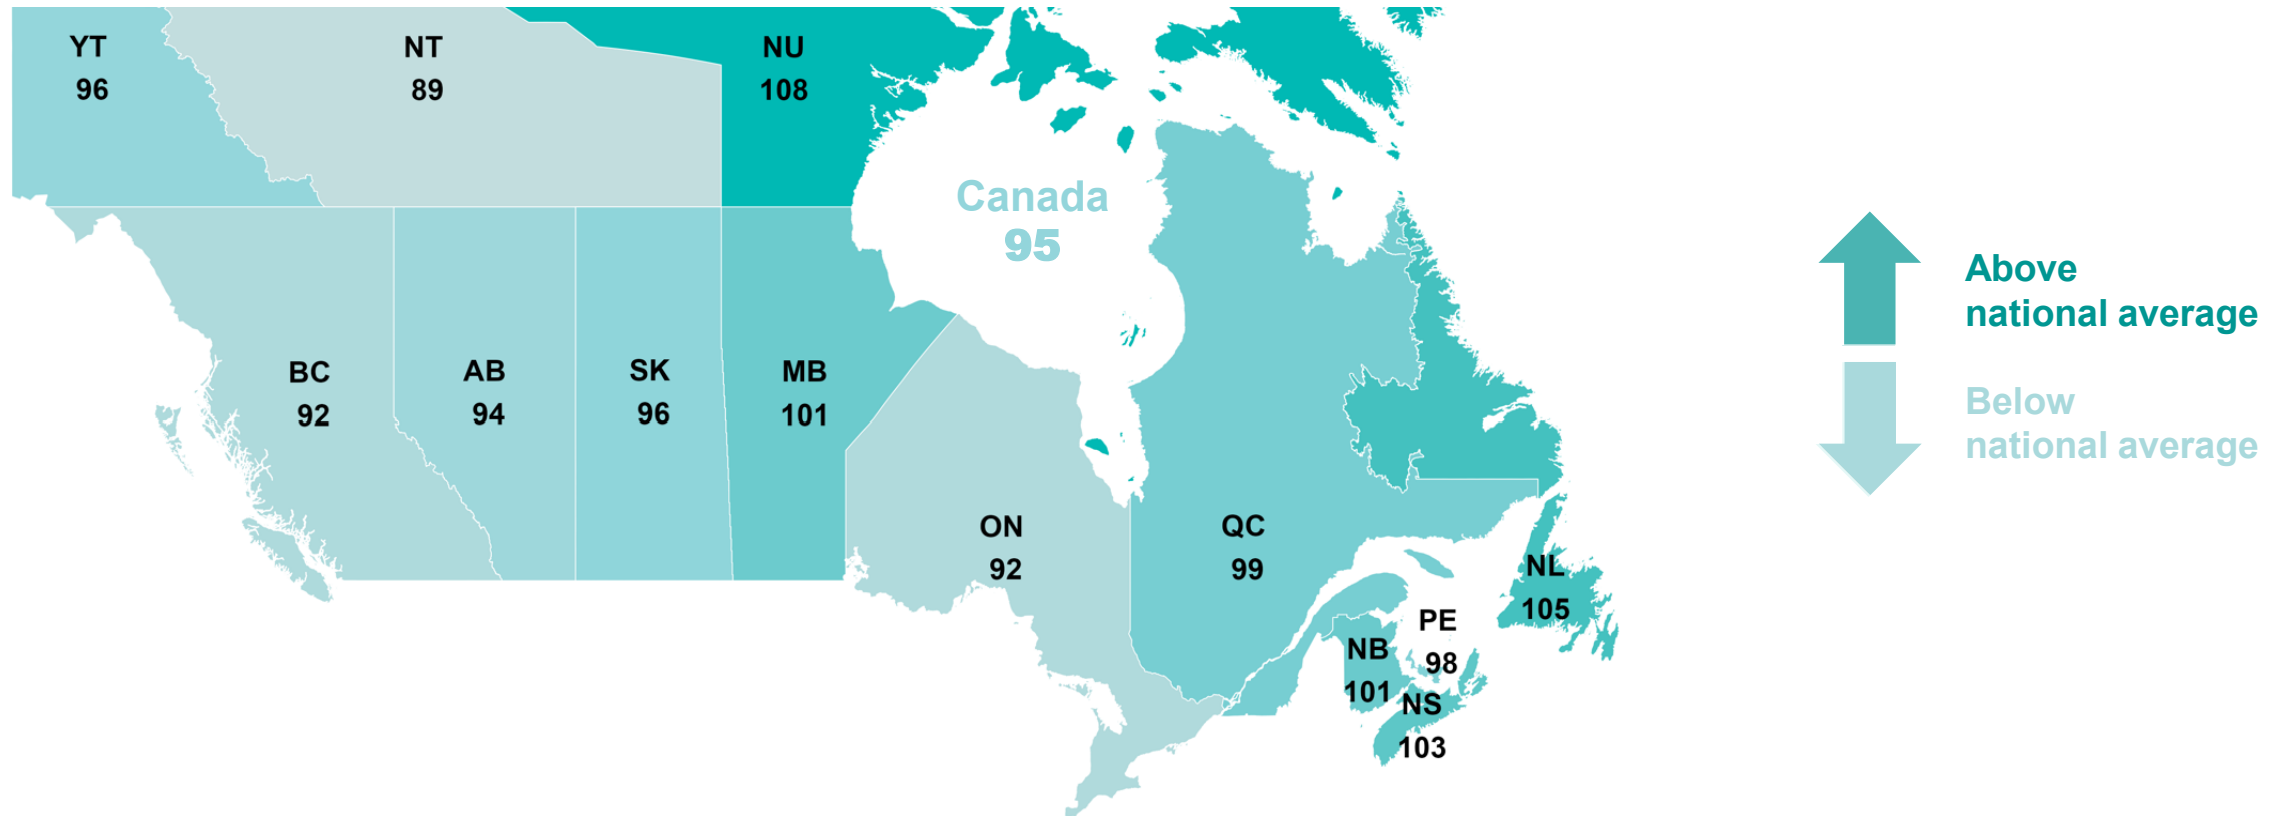 YT
96
NT
89
NU
108
Canada
95
BC
92
AB
94
SK
96
MB
101
ON
92
QC
99
NL
105
PE
98
NB
101
NS
103
Above
national average
Below
national average